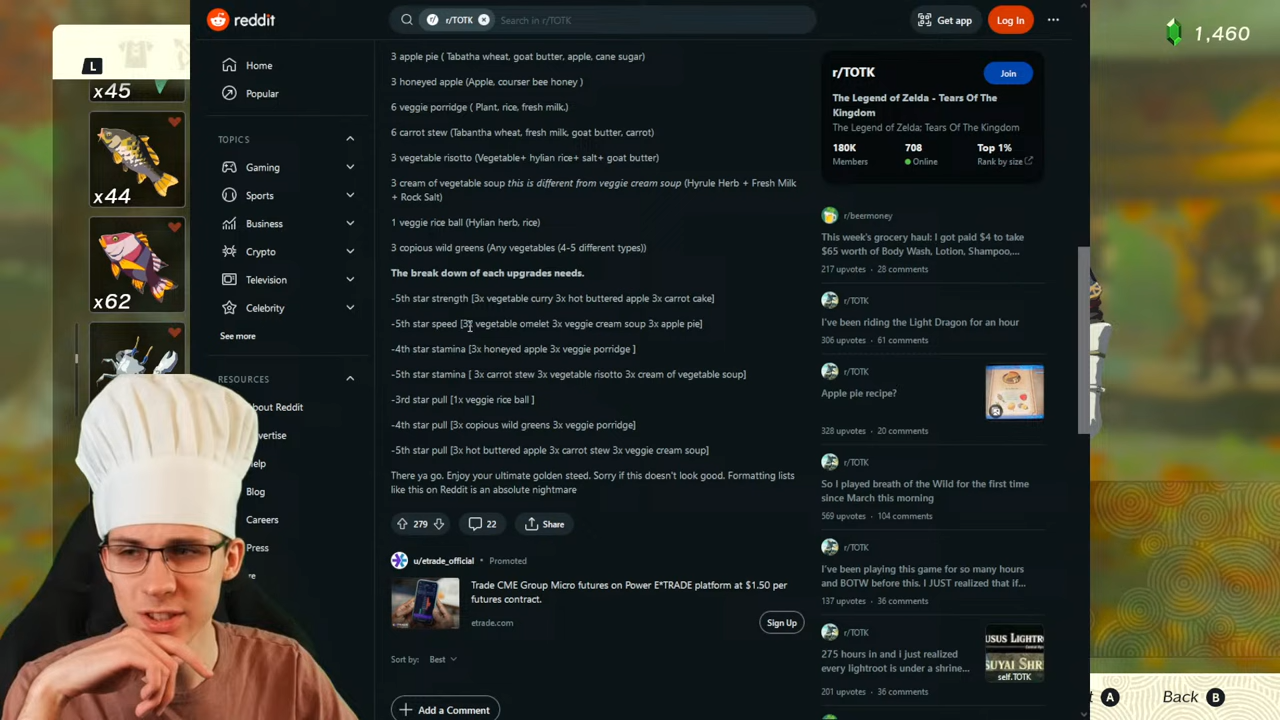 reddit
r/TOTK
Search in r/TOTK
Get app
Log In
1,460
L
x45
x44
x62
Home
Popular
TOPICS
Gaming
Sports
Business
Crypto
Television
Celebrity
See more
RESOURCES
About Reddit
dvertise
elp
Blog
Careers
Press
3 apple pie ( Tabatha wheat, goat butter, apple, cane sugar)
3 honeyed apple (Apple, courser bee honey )
6 veggie porridge ( Plant, rice, fresh milk.)
6 carrot stew (Tabantha wheat, fresh milk, goat butter, carrot)
3 vegetable risotto (Vegetable+ hylian rice+ salt+ goat butter)
3 cream of vegetable soup this is different from veggie cream soup (Hyrule Herb + Fresh Milk
+ Rock Salt)
1 veggie rice ball (Hylian herb, rice)
3 copious wild greens (Any vegetables (4-5 different types))
The break down of each upgrades needs.
-5th star strength [3x vegetable curry 3x hot buttered apple 3x carrot cake]
-5th star speed [3x vegetable omelet 3x veggie cream soup 3x apple pie]
-4th star stamina [3x honeyed apple 3x veggie porridge ]
-5th star stamina [ 3x carrot stew 3x vegetable risotto 3x cream of vegetable soup]
-3rd star pull [1x veggie rice ball ]
-4th star pull [3x copious wild greens 3x veggie porridge]
-5th star pull [3x hot buttered apple 3x carrot stew 3x veggie cream soup]
There ya go. Enjoy your ultimate golden steed. Sorry if this doesn't look good. Formatting lists
like this on Reddit is an absolute nightmare
279
22
Share
u/etrade_official • Promoted
Trade CME Group Micro futures on Power E*TRADE platform at $1.50 per
futures contract.
etrade.com
Sign Up
Sort by: Best
Add a Comment
r/TOTK
Join
The Legend of Zelda - Tears Of The
Kingdom
The Legend of Zelda: Tears Of The Kingdom
180K
708
Top 1%
Members
Online
Rank by size
r/beermoney
This week's grocery haul: I got paid $4 to take
$65 worth of Body Wash, Lotion, Shampoo,...
217 upvotes · 28 comments
r/TOTK
I've been riding the Light Dragon for an hour
306 upvotes · 61 comments
r/TOTK
Apple pie recipe?
328 upvotes · 20 comments
r/TOTK
So I played breath of the Wild for the first time
since March this morning
569 upvotes · 104 comments
r/TOTK
I've been playing this game for so many hours
and BOTW before this. I JUST realized that if...
137 upvotes · 36 comments
r/TOTK
275 hours in and i just realized
every lightroot is under a shrine...
self.TOTK
201 upvotes · 36 comments
A
Back
B